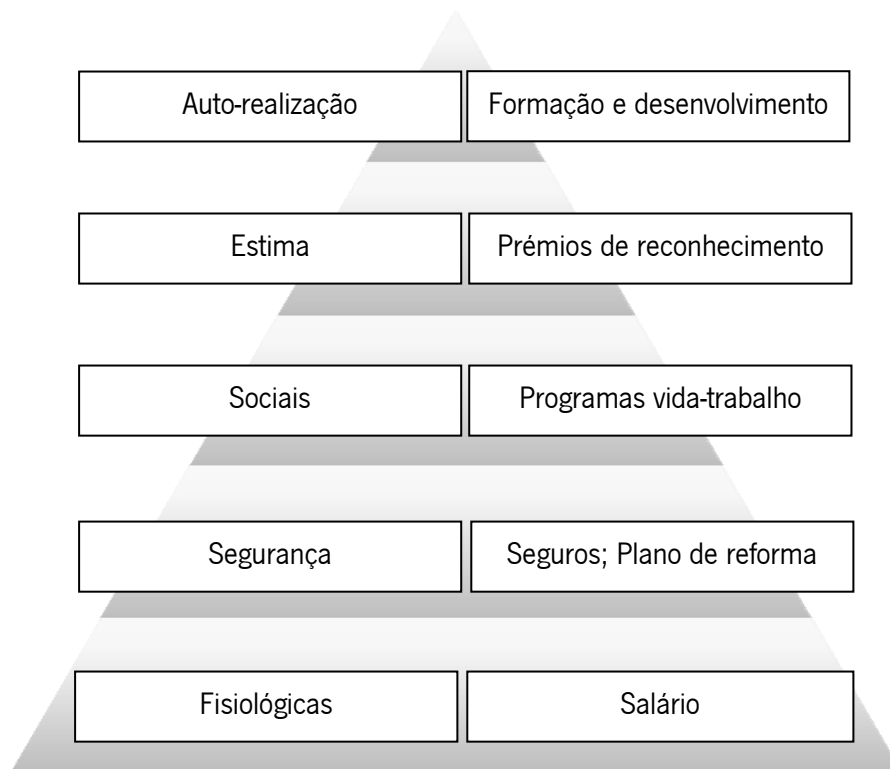 Auto-realização
Formação e desenvolvimento
Estima
Prémios de reconhecimento
Sociais
Programas vida-trabalho
Segurança
Seguros; Plano de reforma
Fisiológicas
Salário